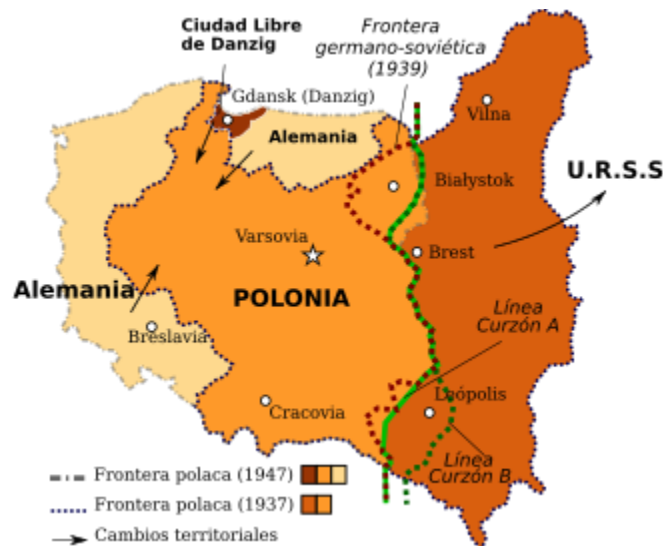 Ciudad Libre
de Danzig
Frontera
germano-soviética
(1939)
Gdansk (Danzig)
Vilna
Alemania
U.R.S.S
Białystok
Varsovia
Brest
Alemania
POLONIA
Línea
Curzón A
Breslavia
Leópolis
Cracovia
Línea
Curzón B
Frontera polaca (1947)
Frontera polaca (1937)
Cambios territoriales